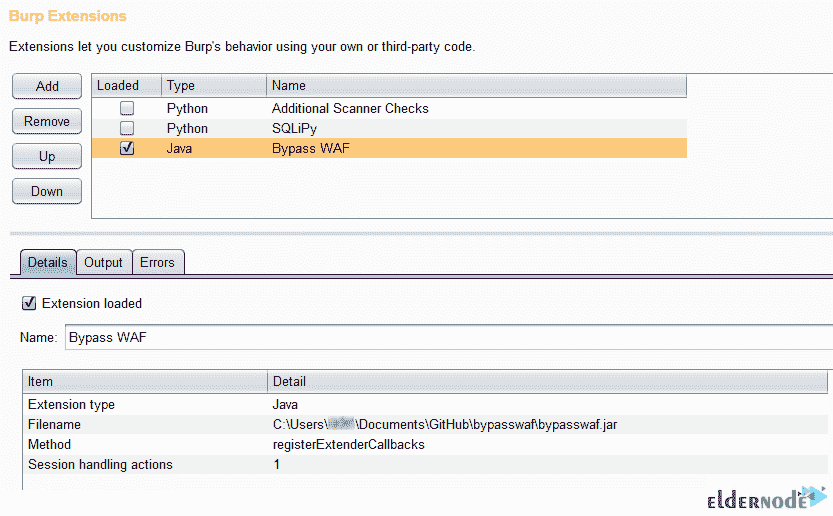 Burp Extensions
Extensions let you customize Burp's behavior using your own or third-party code.
Add
Remove
Up
Down
Loaded Type Name
Python Additional Scanner Checks
Python SQLiPy
Java Bypass WAF
Details Output Errors
Extension loaded
Name: Bypass WAF
Item Detail
Extension type Java
Filename C:\Users\ \Documents\GitHub\bypasswaf\bypasswaf.jar
Method registerExtenderCallbacks
Session handling actions 1
eldernode